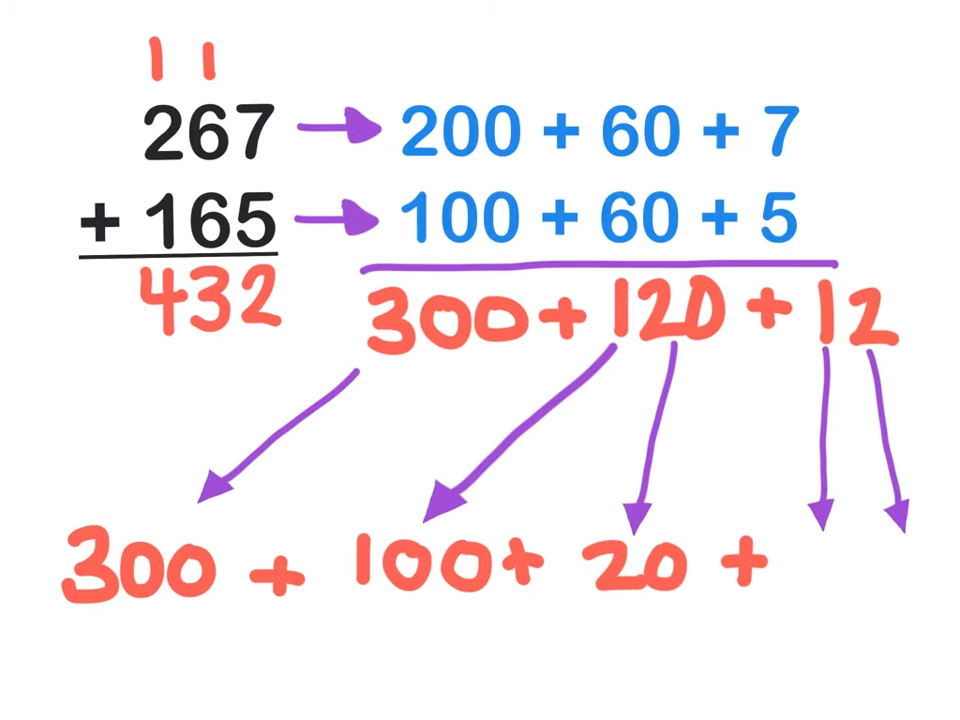 1 1
267 200 + 60 + 7
+ 165 100 + 60 + 5
432 300 + 120 + 12
300 + 100 + 20 +